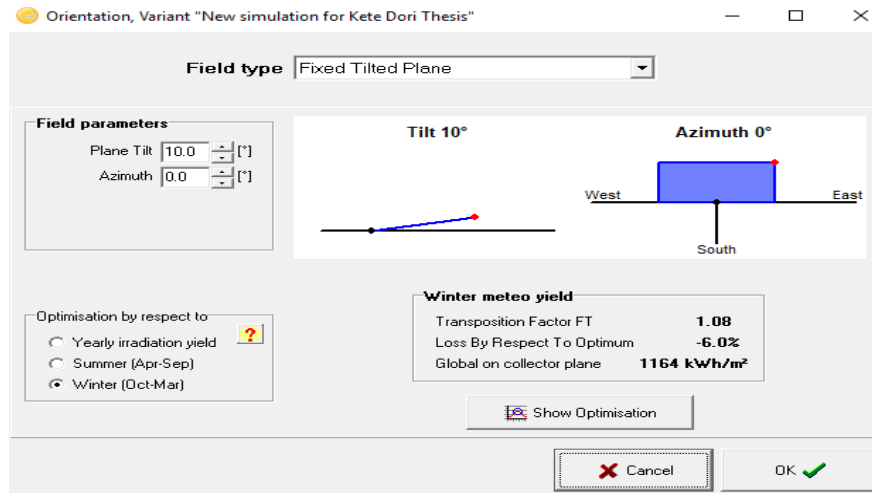 Orientation, Variant "New simulation for Kete Dori Thesis"
Field type Fixed Tilted Plane
Field parameters
Plane Tilt 10.0 [°]
Azimuth 0.0 [°]
Tilt 10°
Azimuth 0°
West
East
South
Optimisation by respect to
?
Yearly irradiation yield
Summer (Apr-Sep)
Winter (Oct-Mar)
Winter meteo yield
Transposition Factor FT 1.08
Loss By Respect To Optimum -6.0%
Global on collector plane 1164 kWh/m²
Show Optimisation
Cancel
OK